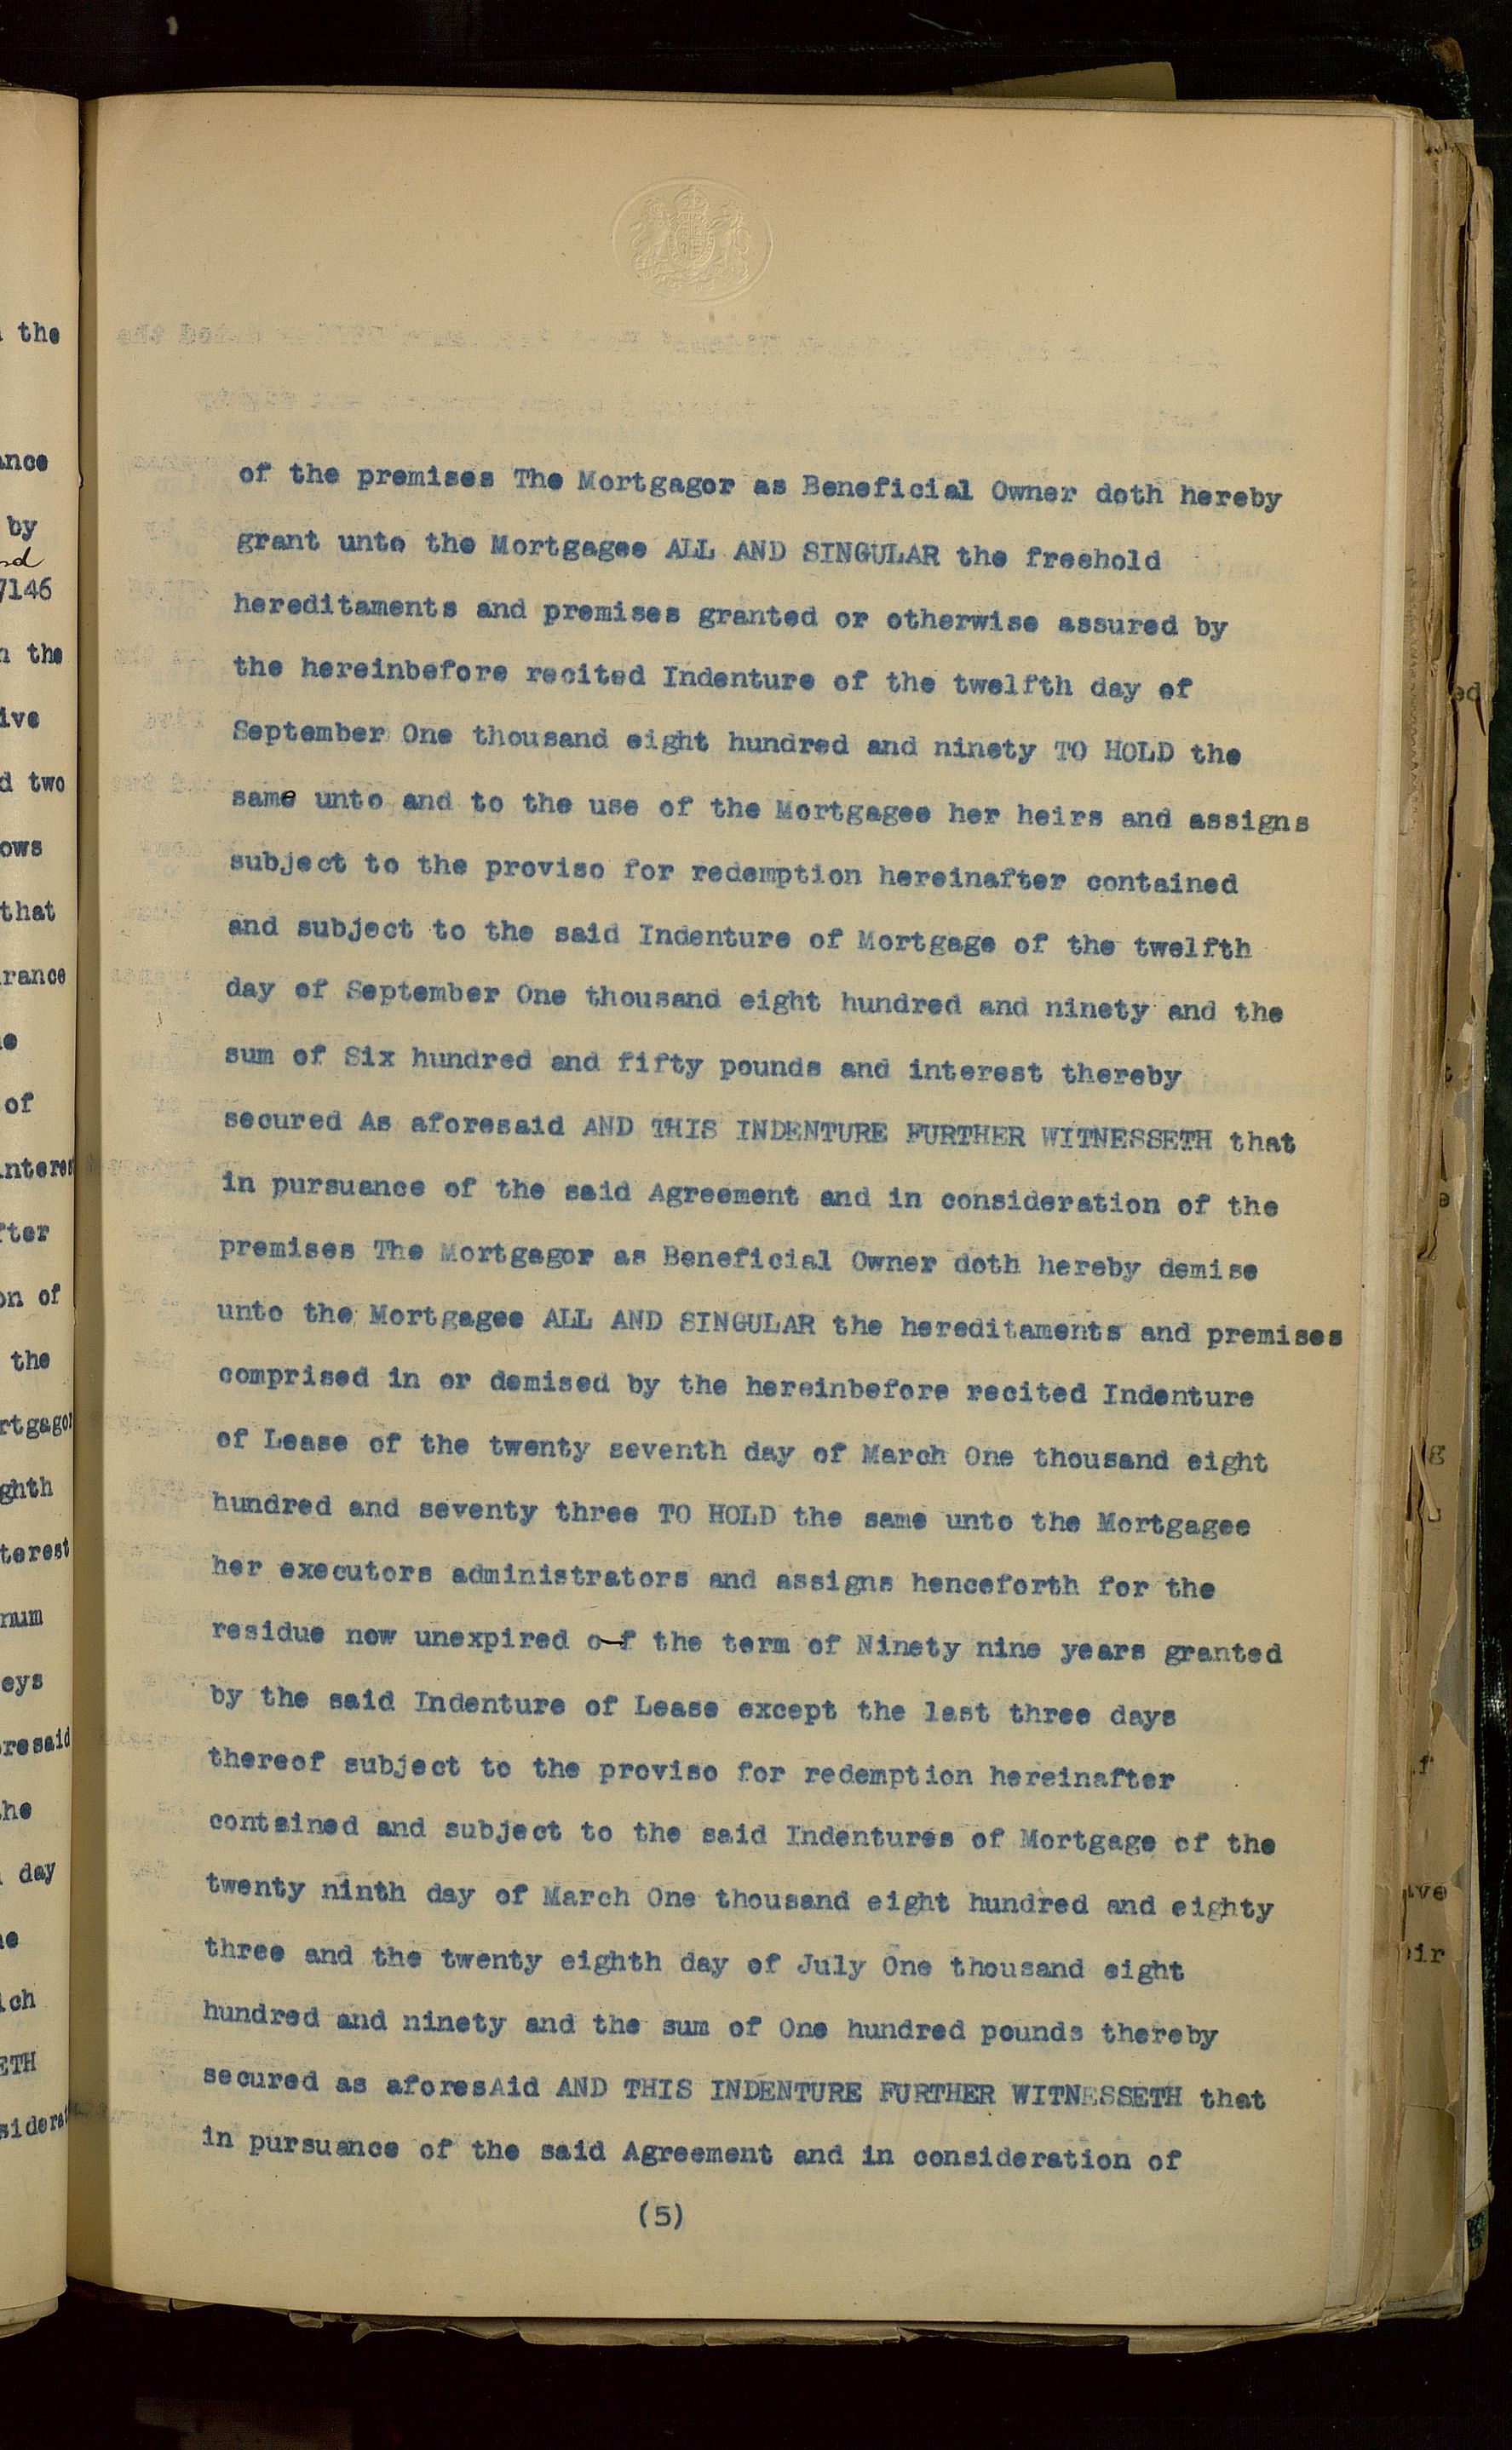 of the premises The Mortgagor as Beneficial Owner doth hereby
grant unto the Mortgagee ALL AND SINGULAR the freehold
hereditaments and premises granted or otherwise assured by
the hereinbefore recited Indenture of the twelfth day of
September One thousand eight hundred and ninety TO HOLD the
same unto and to the use of the Mortgagee her heirs and assigns
subject to the proviso for redemption hereinafter contained
and subject to the said Indenture of Mortgage of the twelfth
day of September One thousand eight hundred and ninety and the
sum of Six hundred and fifty pounds and interest thereby
secured As aforesaid AND THIS INDENTURE FURTHER WITNESSETH that
in pursuance of the said Agreement and in consideration of the
premises The Mortgagor as Beneficial Owner doth hereby demise
unto the Mortgagee ALL AND SINGULAR the hereditaments and premises
comprised in or demised by the hereinbefore recited Indenture
of Lease of the twenty seventh day of March One thousand eight
hundred and seventy three TO HOLD the same unto the Mortgagee
her executors administrators and assigns henceforth for the
residue now unexpired of the term of Ninety nine years granted
by the said Indenture of Lease except the last three days
thereof subject to the proviso for redemption hereinafter
contained and subject to the said Indentures of Mortgage of the
twenty ninth day of March One thousand eight hundred and eighty
three and the twenty eighth day of July One thousand eight
hundred and ninety and the sum of One hundred pounds thereby
secured as aforesAid AND THIS INDENTURE FURTHER WITNESSETH that
in pursuance of the said Agreement and in consideration of
(5)